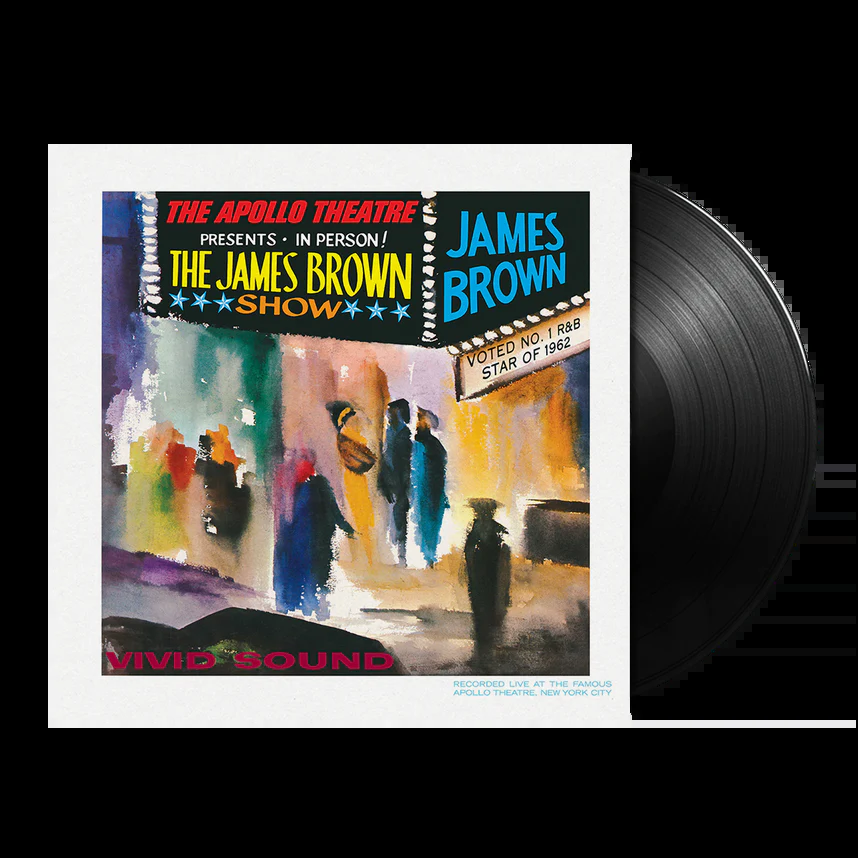 THE APOLLO THEATRE
PRESENTS · IN PERSON!
THE JAMES BROWN
★★★SHOW★★★
JAMES
BROWN
VOTED NO. 1 R&B
STAR OF 1962
VIVID SOUND
RECORDED LIVE AT THE FAMOUS
APOLLO THEATRE, NEW YORK CITY